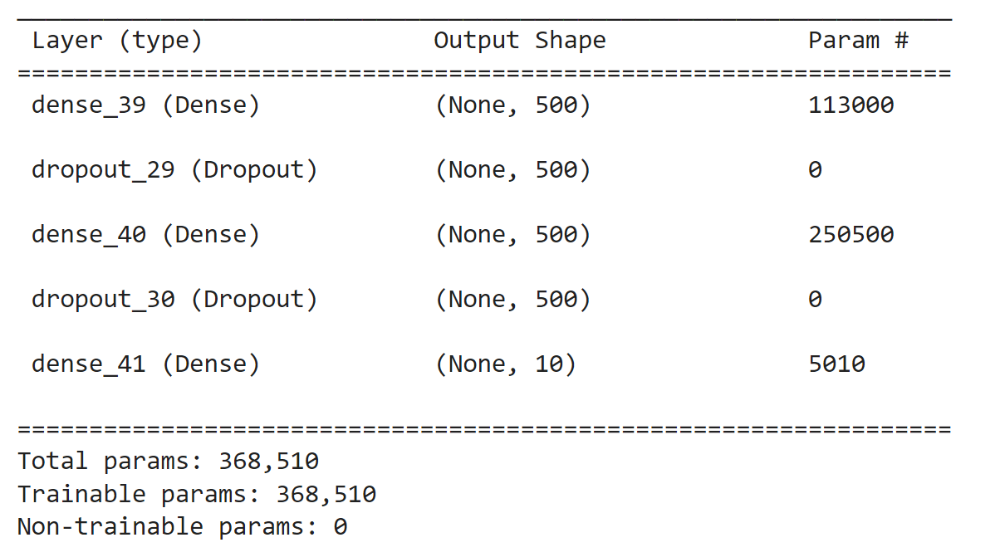 Layer (type) Output Shape Param #
dense_39 (Dense) (None, 500) 113000
dropout_29 (Dropout) (None, 500) 0
dense_40 (Dense) (None, 500) 250500
dropout_30 (Dropout) (None, 500) 0
dense_41 (Dense) (None, 10) 5010
Total params: 368,510
Trainable params: 368,510
Non-trainable params: 0